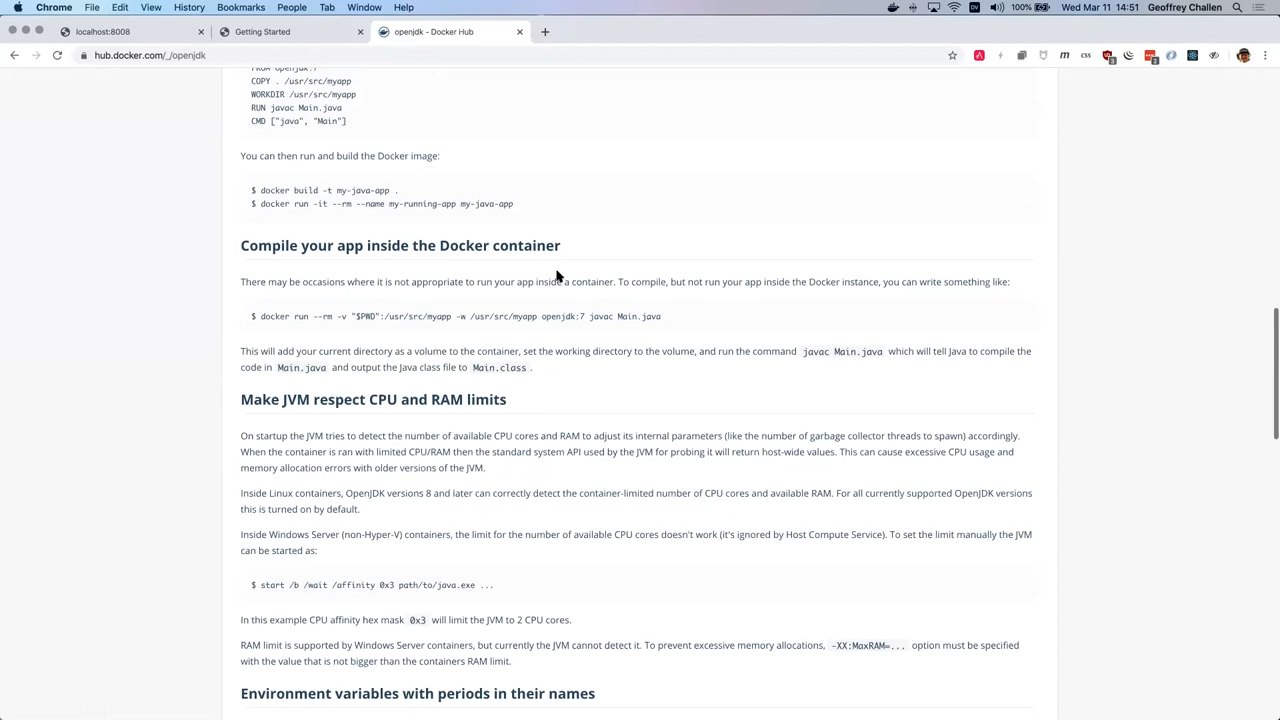 Chrome File Edit View History Bookmarks People Tab Window Help 100% Wed Mar 11 14:51 Geoffrey Challen
localhost:8008 Getting Started openjdk - Docker Hub
hub.docker.com/_/openjdk
FROM openjdk:7
COPY . /usr/src/myapp
WORKDIR /usr/src/myapp
RUN javac Main.java
CMD ["java", "Main"]
You can then run and build the Docker image:
$ docker build -t my-java-app .
$ docker run -it --rm --name my-running-app my-java-app
Compile your app inside the Docker container
There may be occasions where it is not appropriate to run your app inside a container. To compile, but not run your app inside the Docker instance, you can write something like:
$ docker run --rm -v "$PWD":/usr/src/myapp -w /usr/src/myapp openjdk:7 javac Main.java
This will add your current directory as a volume to the container, set the working directory to the volume, and run the command javac Main.java which will tell Java to compile the
code in Main.java and output the Java class file to Main.class .
Make JVM respect CPU and RAM limits
On startup the JVM tries to detect the number of available CPU cores and RAM to adjust its internal parameters (like the number of garbage collector threads to spawn) accordingly.
When the container is ran with limited CPU/RAM then the standard system API used by the JVM for probing it will return host-wide values. This can cause excessive CPU usage and
memory allocation errors with older versions of the JVM.
Inside Linux containers, OpenJDK versions 8 and later can correctly detect the container-limited number of CPU cores and available RAM. For all currently supported OpenJDK versions
this is turned on by default.
Inside Windows Server (non-Hyper-V) containers, the limit for the number of available CPU cores doesn't work (it's ignored by Host Compute Service). To set the limit manually the JVM
can be started as:
$ start /b /wait /affinity 0x3 path/to/java.exe ...
In this example CPU affinity hex mask 0x3 will limit the JVM to 2 CPU cores.
RAM limit is supported by Windows Server containers, but currently the JVM cannot detect it. To prevent excessive memory allocations, -XX:MaxRAM=... option must be specified
with the value that is not bigger than the containers RAM limit.
Environment variables with periods in their names